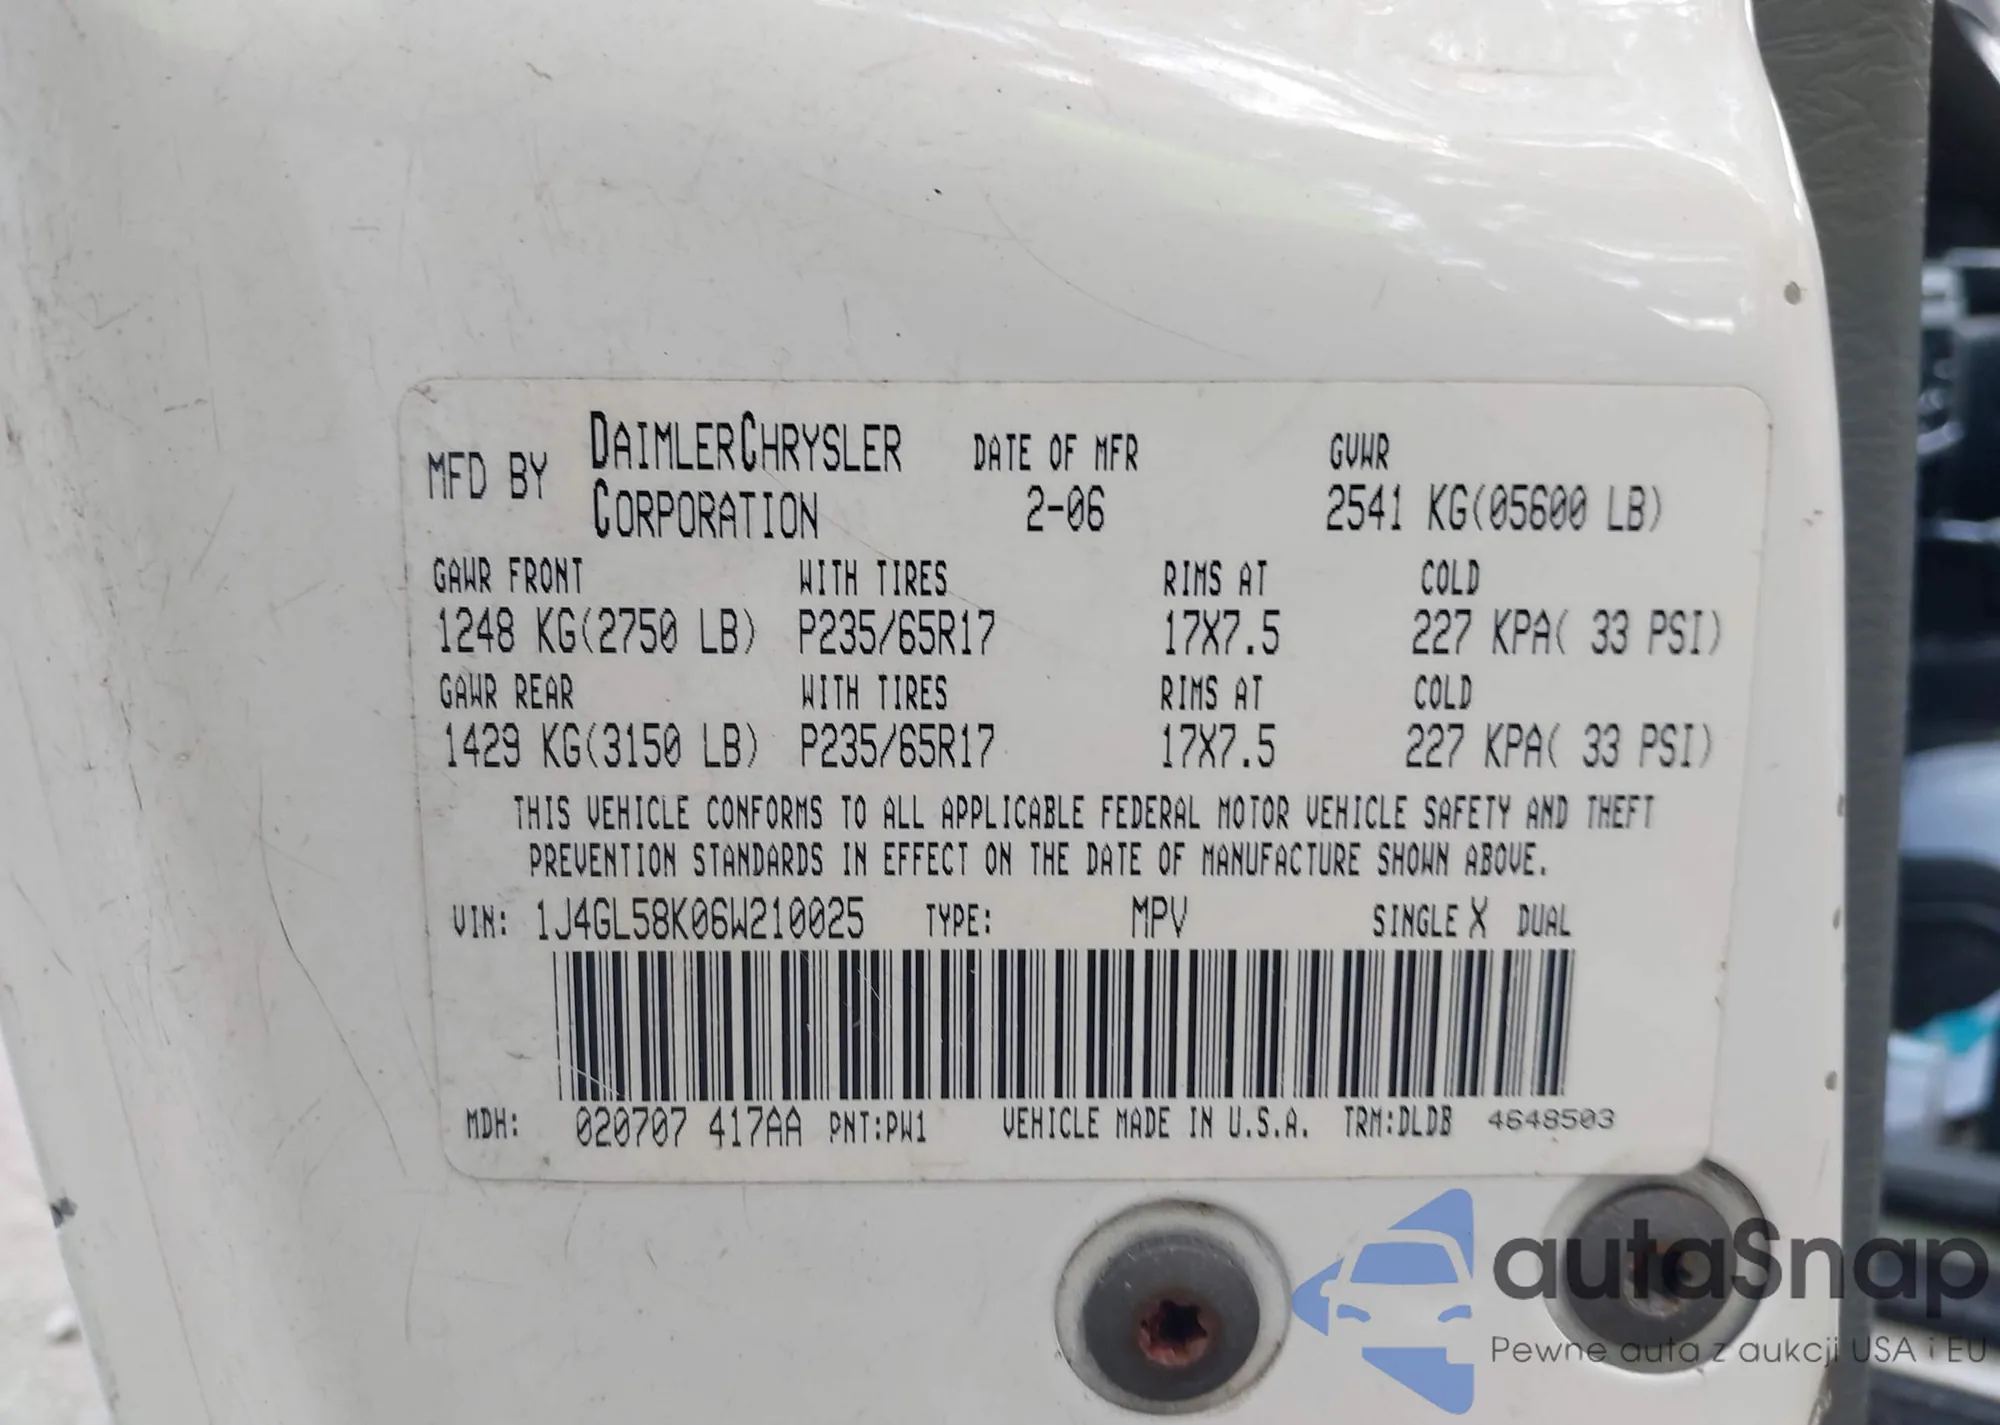 MFD BY DAIMLERCHRYSLER CORPORATION DATE OF MFR 2-06 GVWR 2541 KG(05600 LB)
GAWR FRONT WITH TIRES RIMS AT COLD
1248 KG(2750 LB) P235/65R17 17X7.5 227 KPA( 33 PSI)
GAWR REAR WITH TIRES RIMS AT COLD
1429 KG(3150 LB) P235/65R17 17X7.5 227 KPA( 33 PSI)
THIS VEHICLE CONFORMS TO ALL APPLICABLE FEDERAL MOTOR VEHICLE SAFETY AND THEFT
PREVENTION STANDARDS IN EFFECT ON THE DATE OF MANUFACTURE SHOWN ABOVE.
VIN: 1J4GL58K06W210025 TYPE: MPV SINGLE X DUAL
MDH: 020707 417AA PNT:PW1 VEHICLE MADE IN U.S.A. TRM:DLDB 4648503
autaSnap
Pewne auta z aukcji USA i EU